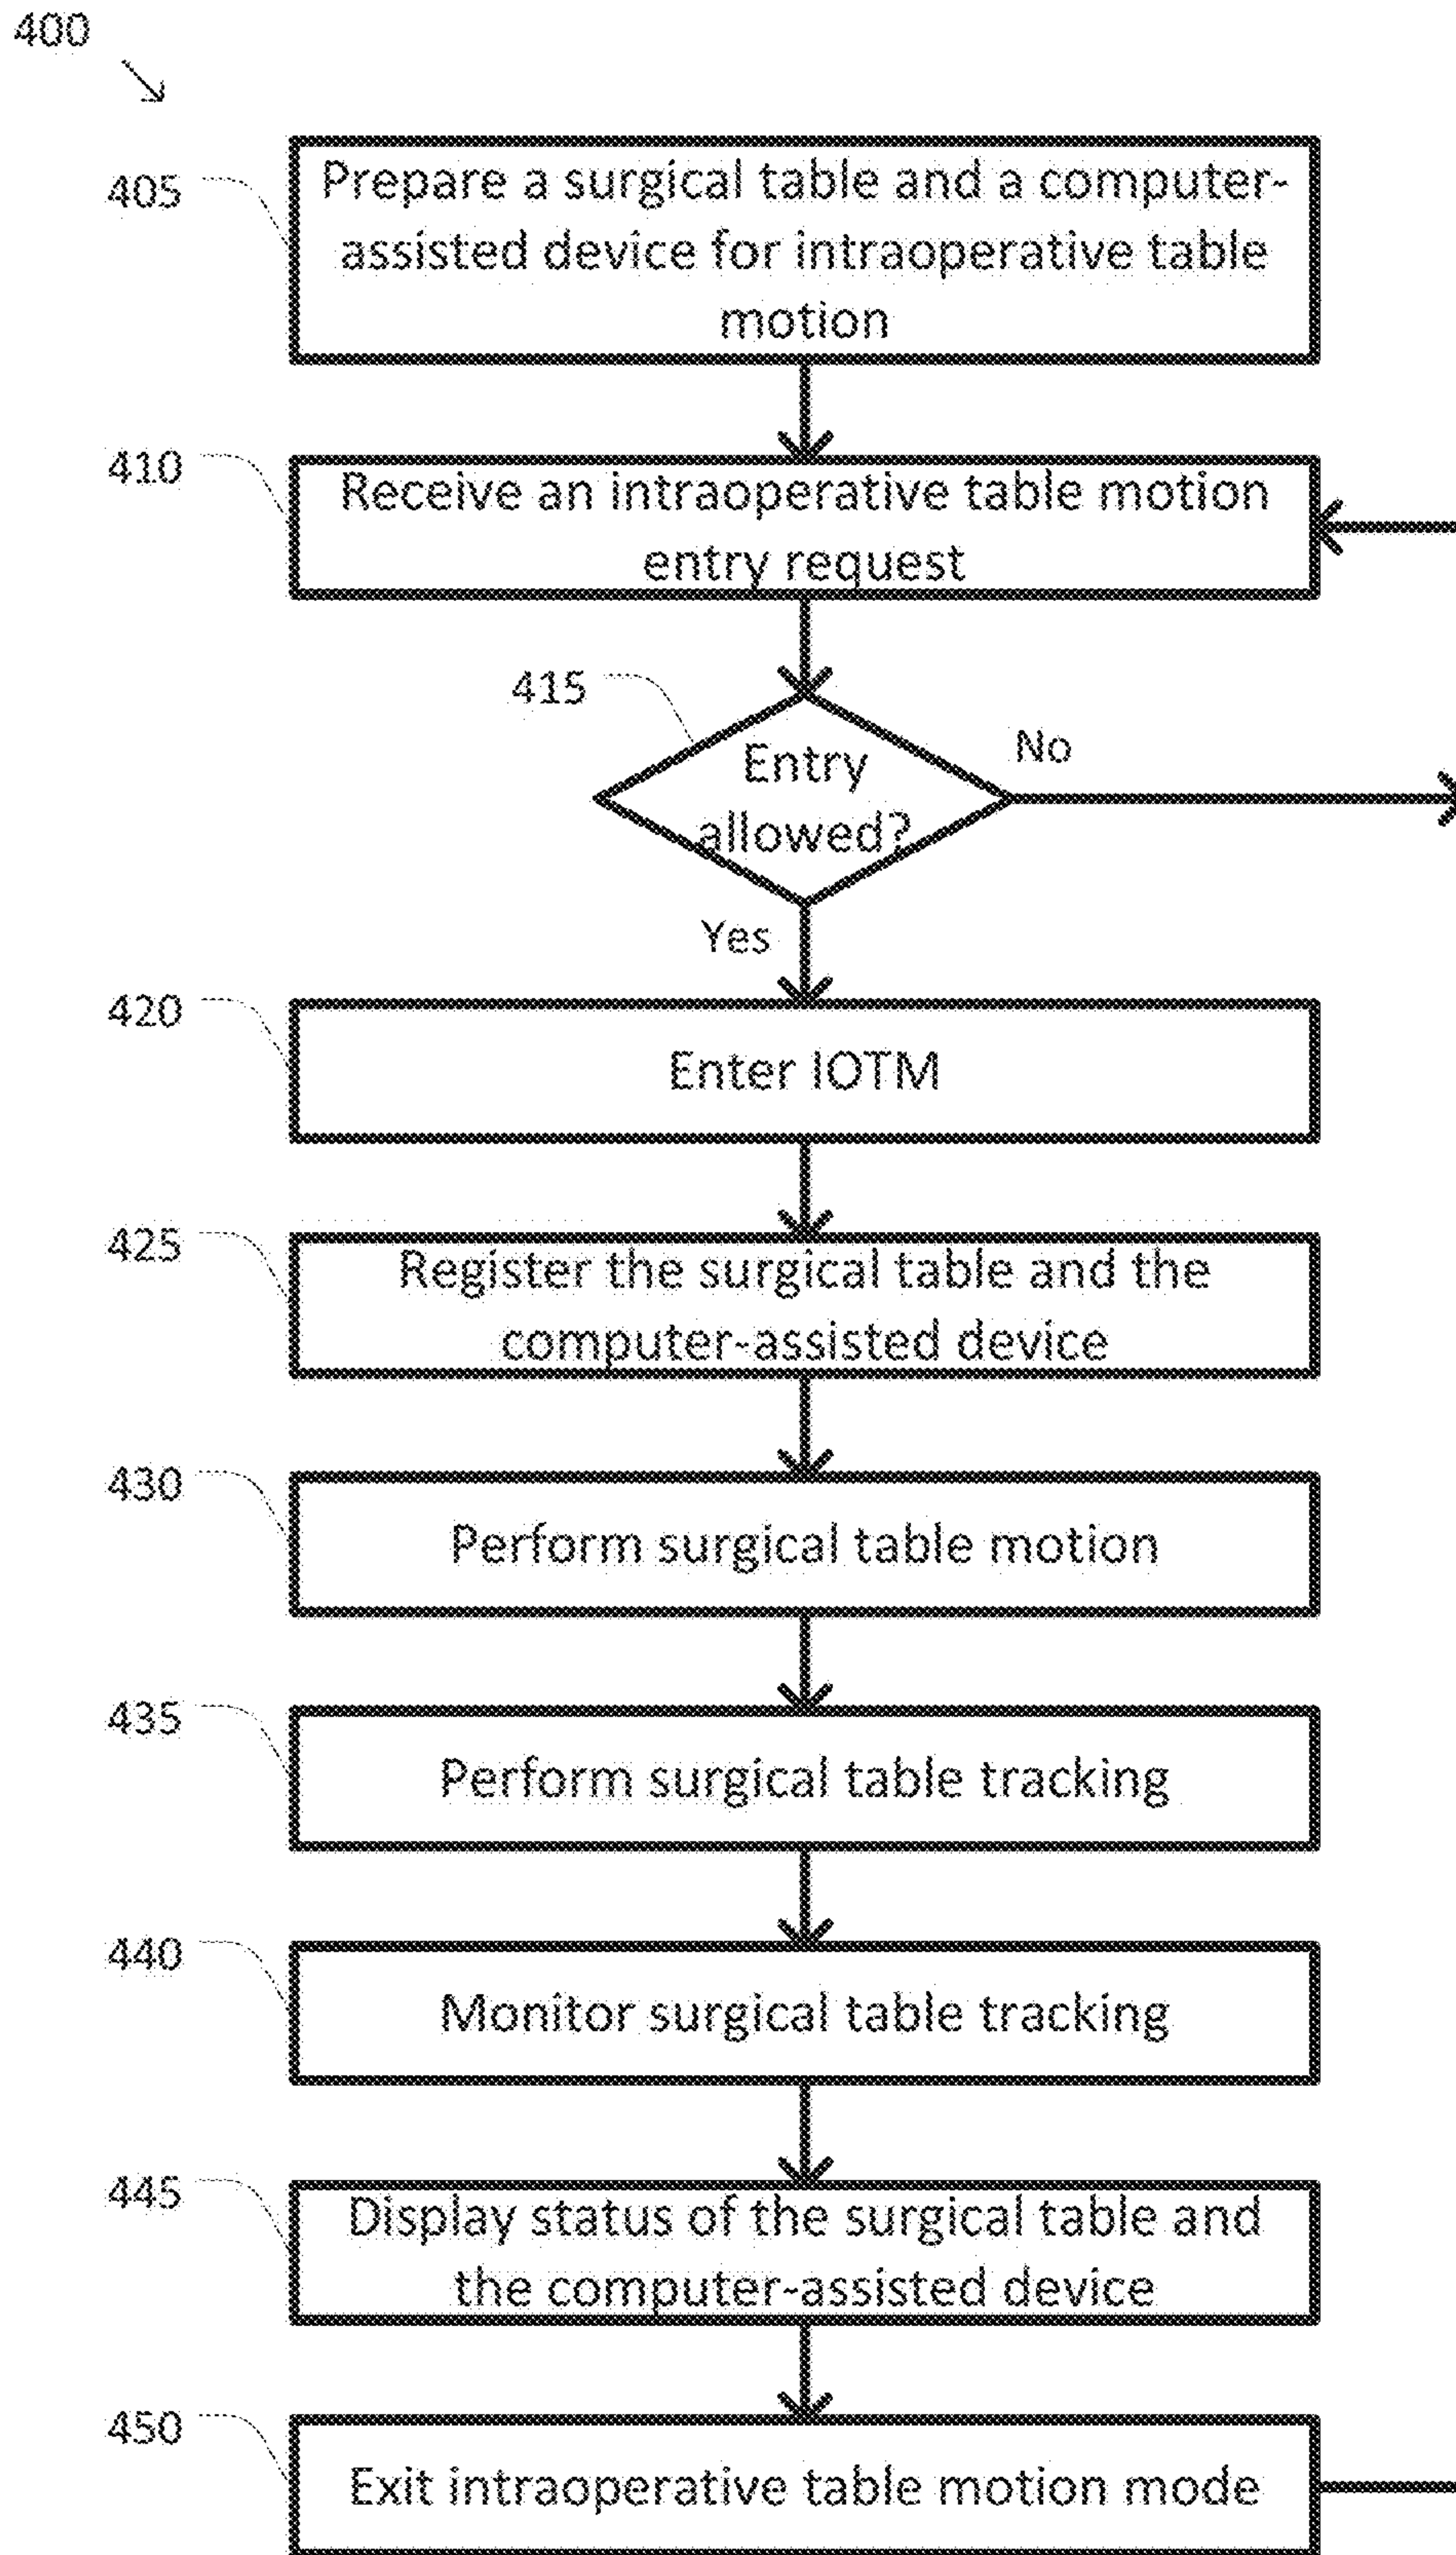 400
405
Prepare a surgical table and a computer-
assisted device for intraoperative table
motion
410
Receive an intraoperative table motion
entry request
415
Entry
allowed?
No
Yes
420
Enter IOTM
425
Register the surgical table and the
computer-assisted device
430
Perform surgical table motion
435
Perform surgical table tracking
440
Monitor surgical table tracking
445
Display status of the surgical table and
the computer-assisted device
450
Exit intraoperative table motion mode